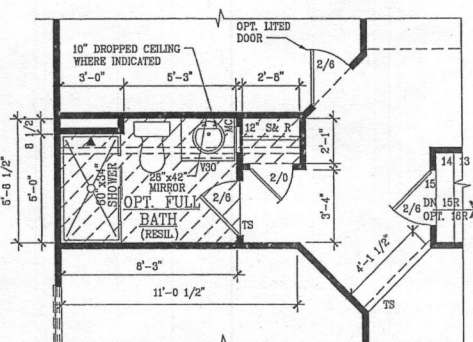 OPT. LITED
DOOR
10" DROPPED CEILING
WHERE INDICATED
2/6
3'-0"
5'-3"
2'-8"
MC
12" S& R
8 1/2"
5'-8 1/2"
5'-0"
60"x34"
SHOWER
V30
28"x42"
MIRROR
2/6
2/0
2'-1"
3'-4"
OPT. FULL
BATH
(RESIL)
TS
14
13
15
2/6
DN 15R
OPT. 16R
4'-1 1/2"
8'-3"
11'-0 1/2"
TS